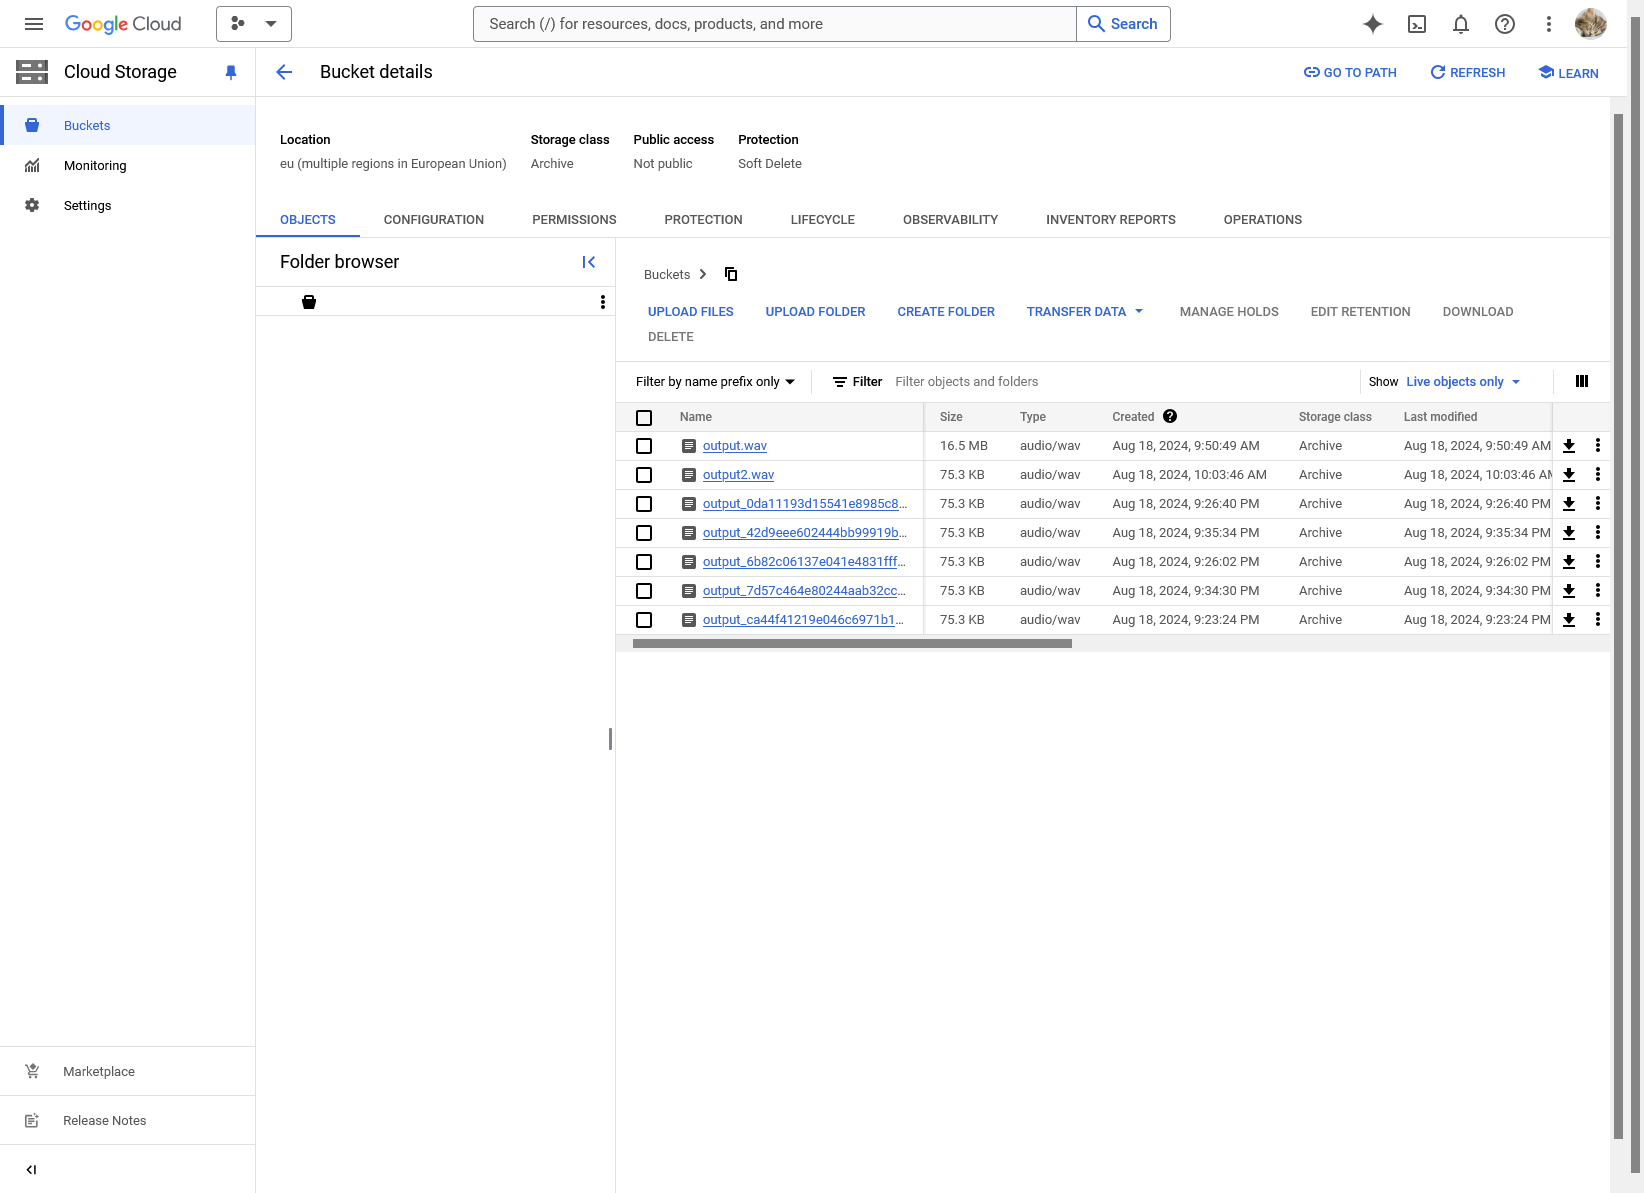 Google Cloud
Search (/) for resources, docs, products, and more
Search
Cloud Storage
Bucket details
GO TO PATH
REFRESH
LEARN
Buckets
Monitoring
Settings
Location
Storage class
Public access
Protection
eu (multiple regions in European Union)
Archive
Not public
Soft Delete
OBJECTS
CONFIGURATION
PERMISSIONS
PROTECTION
LIFECYCLE
OBSERVABILITY
INVENTORY REPORTS
OPERATIONS
Folder browser
Buckets
UPLOAD FILES
UPLOAD FOLDER
CREATE FOLDER
TRANSFER DATA
MANAGE HOLDS
EDIT RETENTION
DOWNLOAD
DELETE
Filter by name prefix only
Filter
Filter objects and folders
Show
Live objects only
Name Size Type Created Storage class Last modified
output.wav 16.5 MB audio/wav Aug 18, 2024, 9:50:49 AM Archive Aug 18, 2024, 9:50:49 AM
output2.wav 75.3 KB audio/wav Aug 18, 2024, 10:03:46 AM Archive Aug 18, 2024, 10:03:46 AM
output_0da11193d15541e8985c8... 75.3 KB audio/wav Aug 18, 2024, 9:26:40 PM Archive Aug 18, 2024, 9:26:40 PM
output_42d9eee602444bb99919b... 75.3 KB audio/wav Aug 18, 2024, 9:35:34 PM Archive Aug 18, 2024, 9:35:34 PM
output_6b82c06137e041e4831fff... 75.3 KB audio/wav Aug 18, 2024, 9:26:02 PM Archive Aug 18, 2024, 9:26:02 PM
output_7d57c464e80244aab32cc... 75.3 KB audio/wav Aug 18, 2024, 9:34:30 PM Archive Aug 18, 2024, 9:34:30 PM
output_ca44f41219e046c6971b1... 75.3 KB audio/wav Aug 18, 2024, 9:23:24 PM Archive Aug 18, 2024, 9:23:24 PM
Marketplace
Release Notes